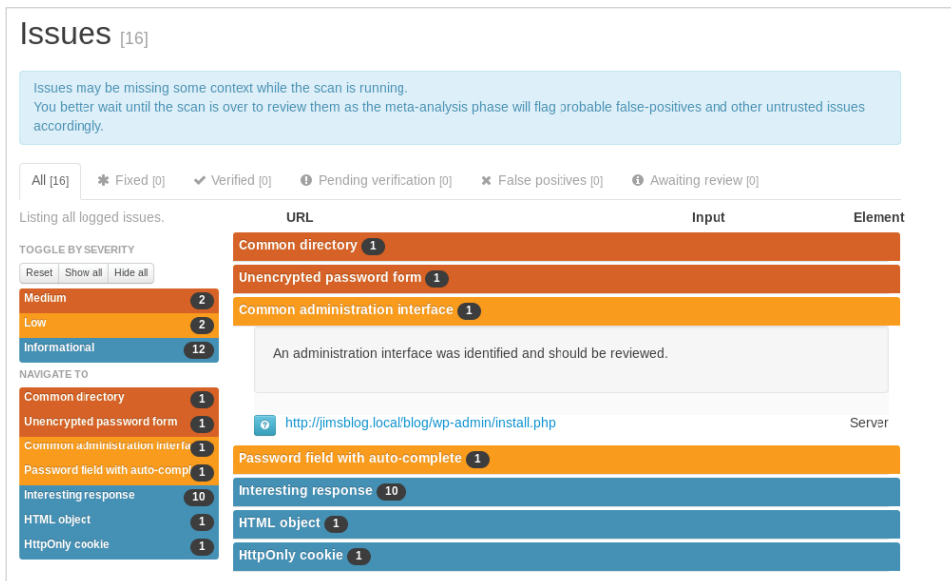 Issues [16]
Issues may be missing some context while the scan is running.
You better wait until the scan is over to review them as the meta-analysis phase will flag probable false-positives and other untrusted issues
accordingly.
All [16] Fixed [0] Verified [0] Pending verification [0] False positives [0] Awaiting review [0]
Listing all logged issues.
TOGGLE BY SEVERITY
Reset Show all Hide all
Medium 2
Low 2
Informational 12
NAVIGATE TO
Common directory 1
Unencrypted password form 1
Common administration interfa 1
Password field with auto-compl 1
Interesting response 10
HTML object 1
HttpOnly cookie 1
URL Input Element
Common directory 1
Unencrypted password form 1
Common administration interface 1
An administration interface was identified and should be reviewed.
http://jimsblog.local/blog/wp-admin/install.php Server
Password field with auto-complete 1
Interesting response 10
HTML object 1
HttpOnly cookie 1